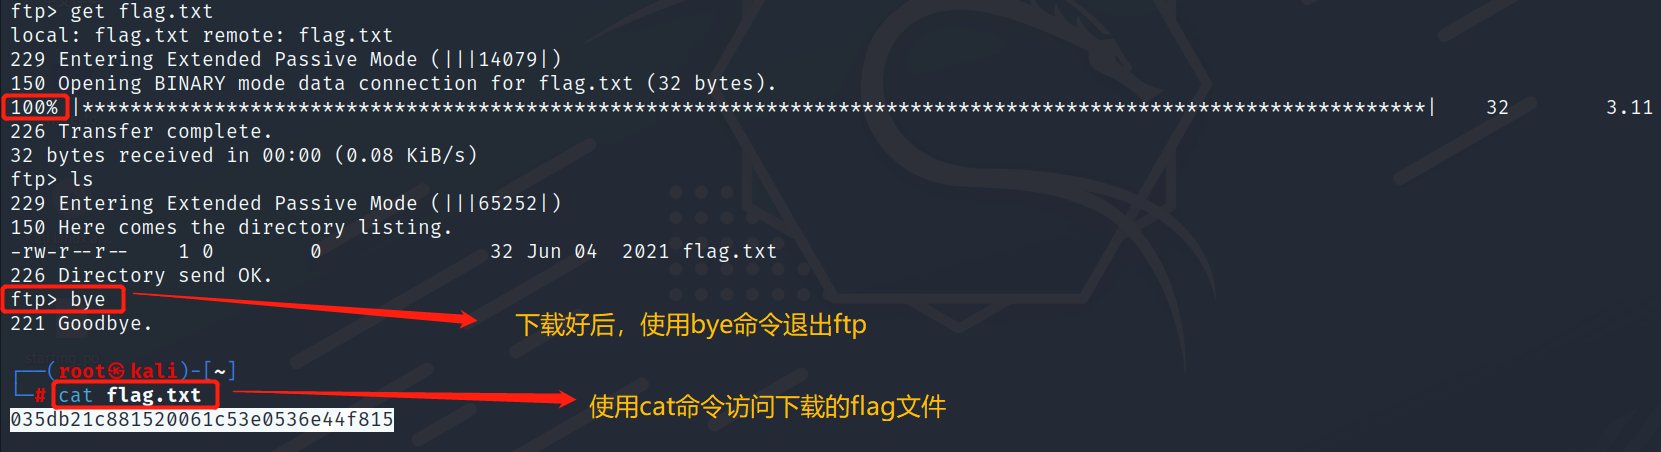 ftp> get flag.txt
local: flag.txt remote: flag.txt
229 Entering Extended Passive Mode (|||14079|)
150 Opening BINARY mode data connection for flag.txt (32 bytes).
100% |****************************************************************************************************************| 32 3.11
226 Transfer complete.
32 bytes received in 00:00 (0.08 KiB/s)
ftp> ls
229 Entering Extended Passive Mode (|||65252|)
150 Here comes the directory listing.
-rw-r--r-- 1 0 0 32 Jun 04 2021 flag.txt
226 Directory send OK.
ftp> bye
221 Goodbye.
下载好后，使用bye命令退出ftp
┌──(root㉿kali)-[~]
└─# cat flag.txt
使用cat命令访问下载的flag文件
035db21c881520061c53e0536e44f815